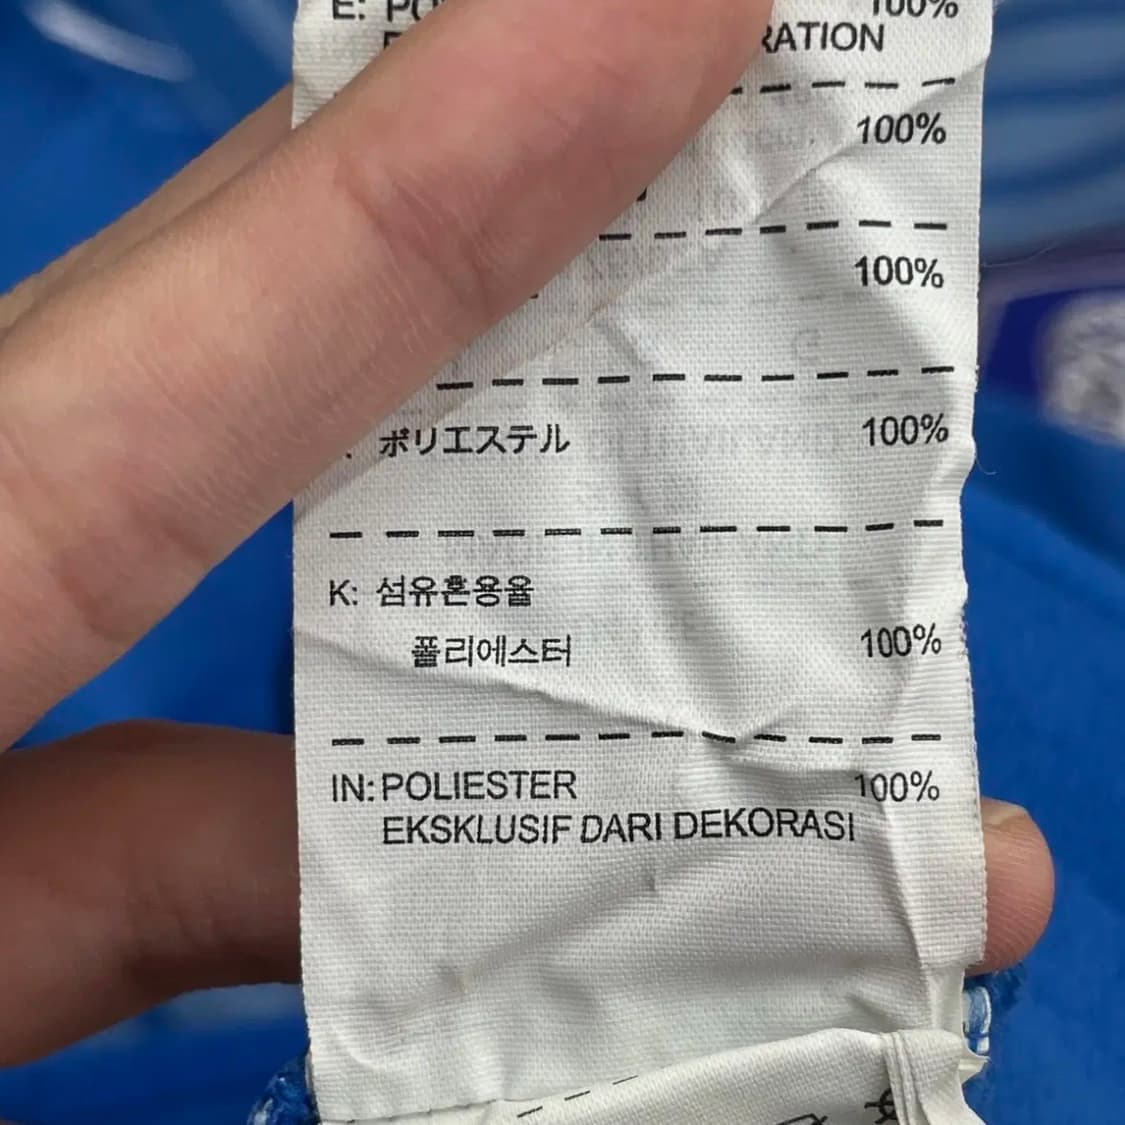 E: PO 100%
RATION
100%
100%
ポリエステル 100%
K: 섬유혼용율
폴리에스터 100%
IN: POLIESTER 100%
EKSKLUSIF DARI DEKORASI